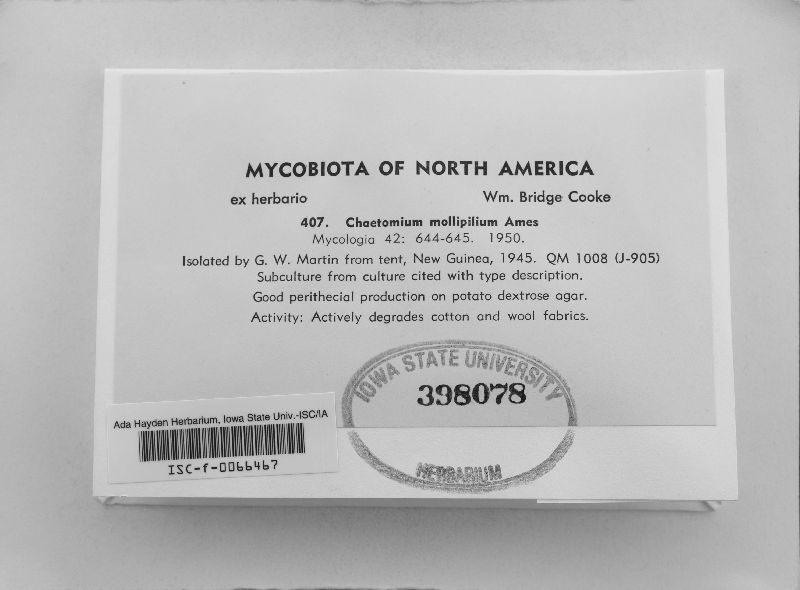 MYCOBIOTA OF NORTH AMERICA
ex herbario Wm. Bridge Cooke
407. Chaetomium mollipilium Ames
Mycologia 42: 644-645. 1950.
Isolated by G. W. Martin from tent, New Guinea, 1945. QM 1008 (J-905)
Subculture from culture cited with type description.
Good perithecial production on potato dextrose agar.
Activity: Actively degrades cotton and wool fabrics.
IOWA STATE UNIVERSITY
398078
HERBARIUM
Ada Hayden Herbarium, Iowa State Univ.-ISC/IA
ISC-f-0066467